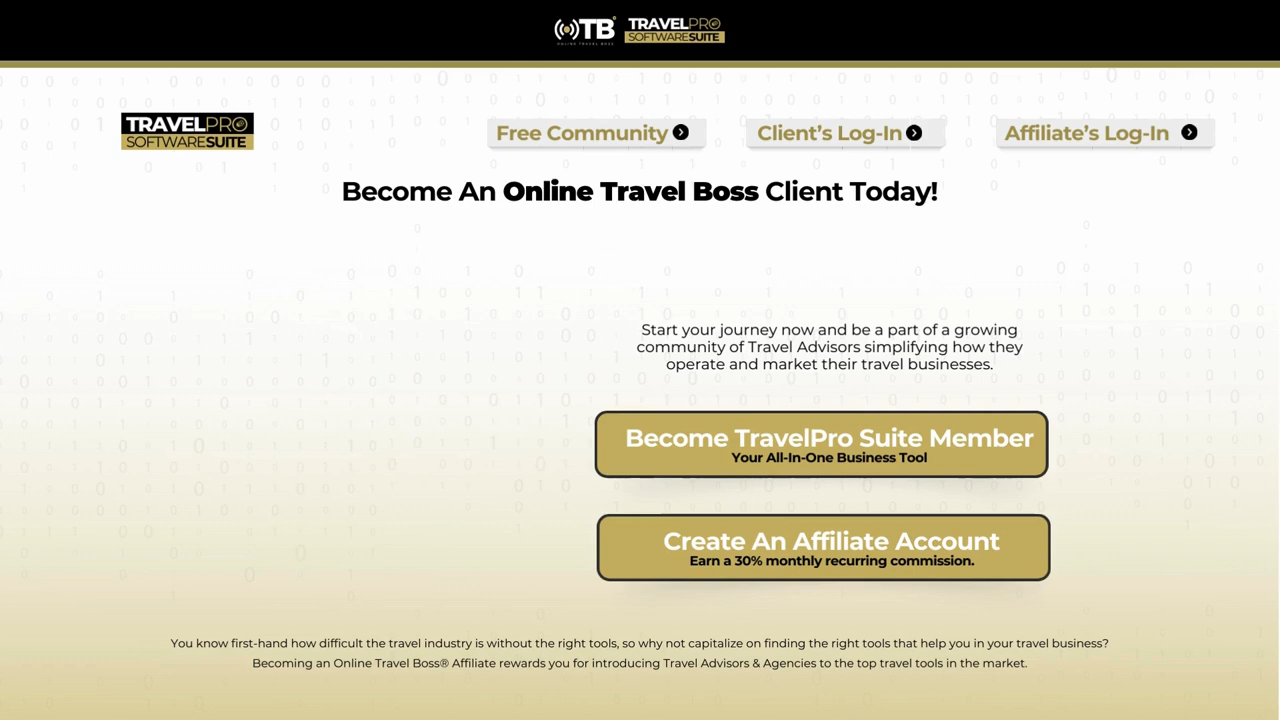 OTB TRAVELPRO
ONLINE TRAVEL BOSS SOFTWARESUITE
TRAVELPRO
SOFTWARESUITE
Free Community
Client’s Log-In
Affiliate’s Log-In
Become An Online Travel Boss Client Today!
Start your journey now and be a part of a growing
community of Travel Advisors simplifying how they
operate and market their travel businesses.
Become TravelPro Suite Member
Your All-In-One Business Tool
Create An Affiliate Account
Earn a 30% monthly recurring commission.
You know first-hand how difficult the travel industry is without the right tools, so why not capitalize on finding the right tools that help you in your travel business?
Becoming an Online Travel Boss® Affiliate rewards you for introducing Travel Advisors & Agencies to the top travel tools in the market.